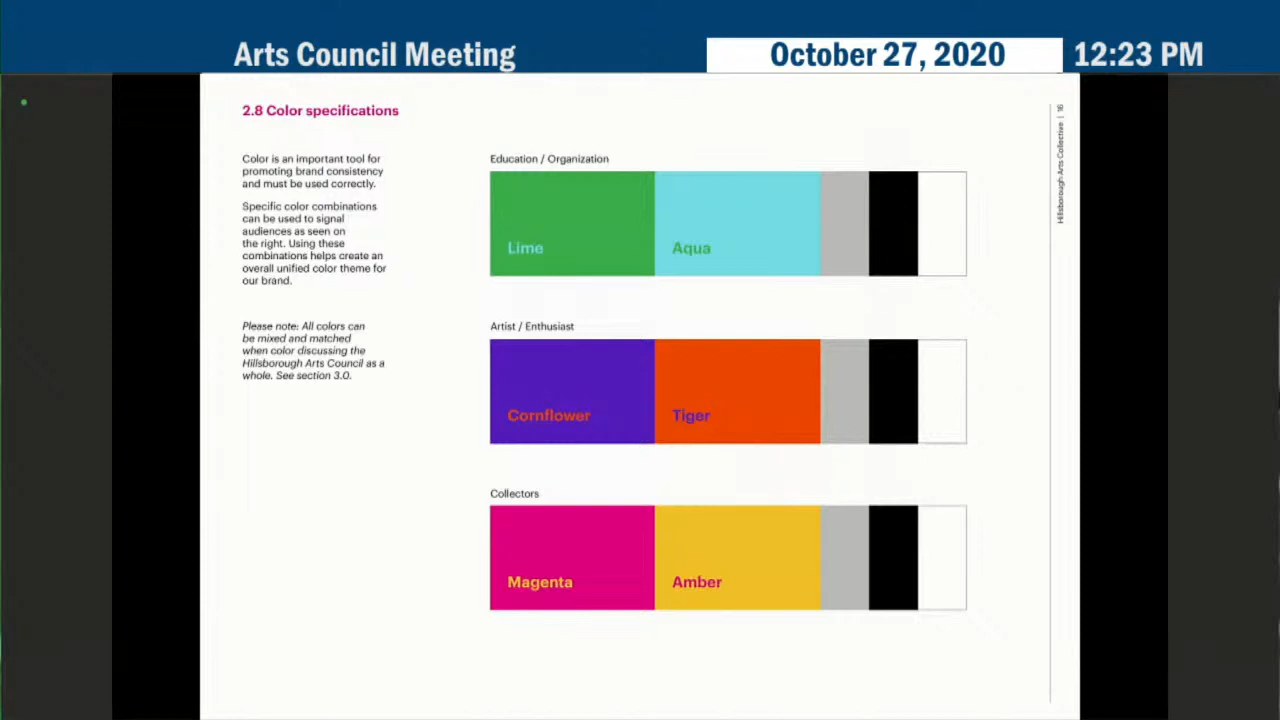 Arts Council Meeting
October 27, 2020
12:23 PM
2.8 Color specifications
Color is an important tool for
promoting brand consistency
and must be used correctly.
Specific color combinations
can be used to signal
audiences as seen on
the right. Using these
combinations helps create an
overall unified color theme for
our brand.
Please note: All colors can
be mixed and matched
when color discussing the
Hillsborough Arts Council as a
whole. See section 3.0.
Education / Organization
Lime
Aqua
Artist / Enthusiast
Cornflower
Tiger
Collectors
Magenta
Amber
Hillsborough Arts Collective | 16